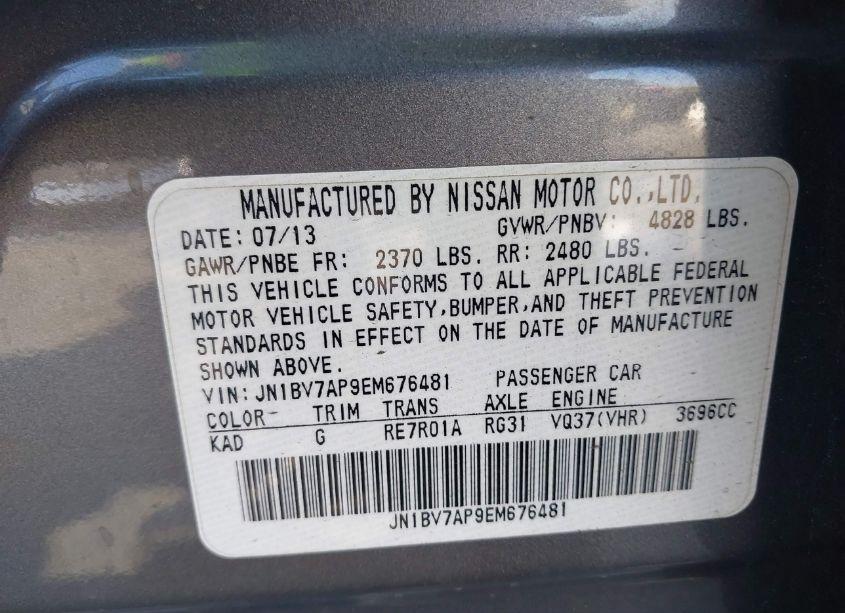 MANUFACTURED BY NISSAN MOTOR CO.,LTD.
DATE: 07/13 GVWR/PNBV: 4828 LBS.
GAWR/PNBE FR: 2370 LBS. RR: 2480 LBS.
THIS VEHICLE CONFORMS TO ALL APPLICABLE FEDERAL
MOTOR VEHICLE SAFETY,BUMPER,AND THEFT PREVENTION
STANDARDS IN EFFECT ON THE DATE OF MANUFACTURE
SHOWN ABOVE.
VIN:JN1BV7AP9EM676481 PASSENGER CAR
COLOR TRIM TRANS AXLE ENGINE
KAD G RE7R01A RG31 VQ37(VHR) 3696CC
JN1BV7AP9EM676481